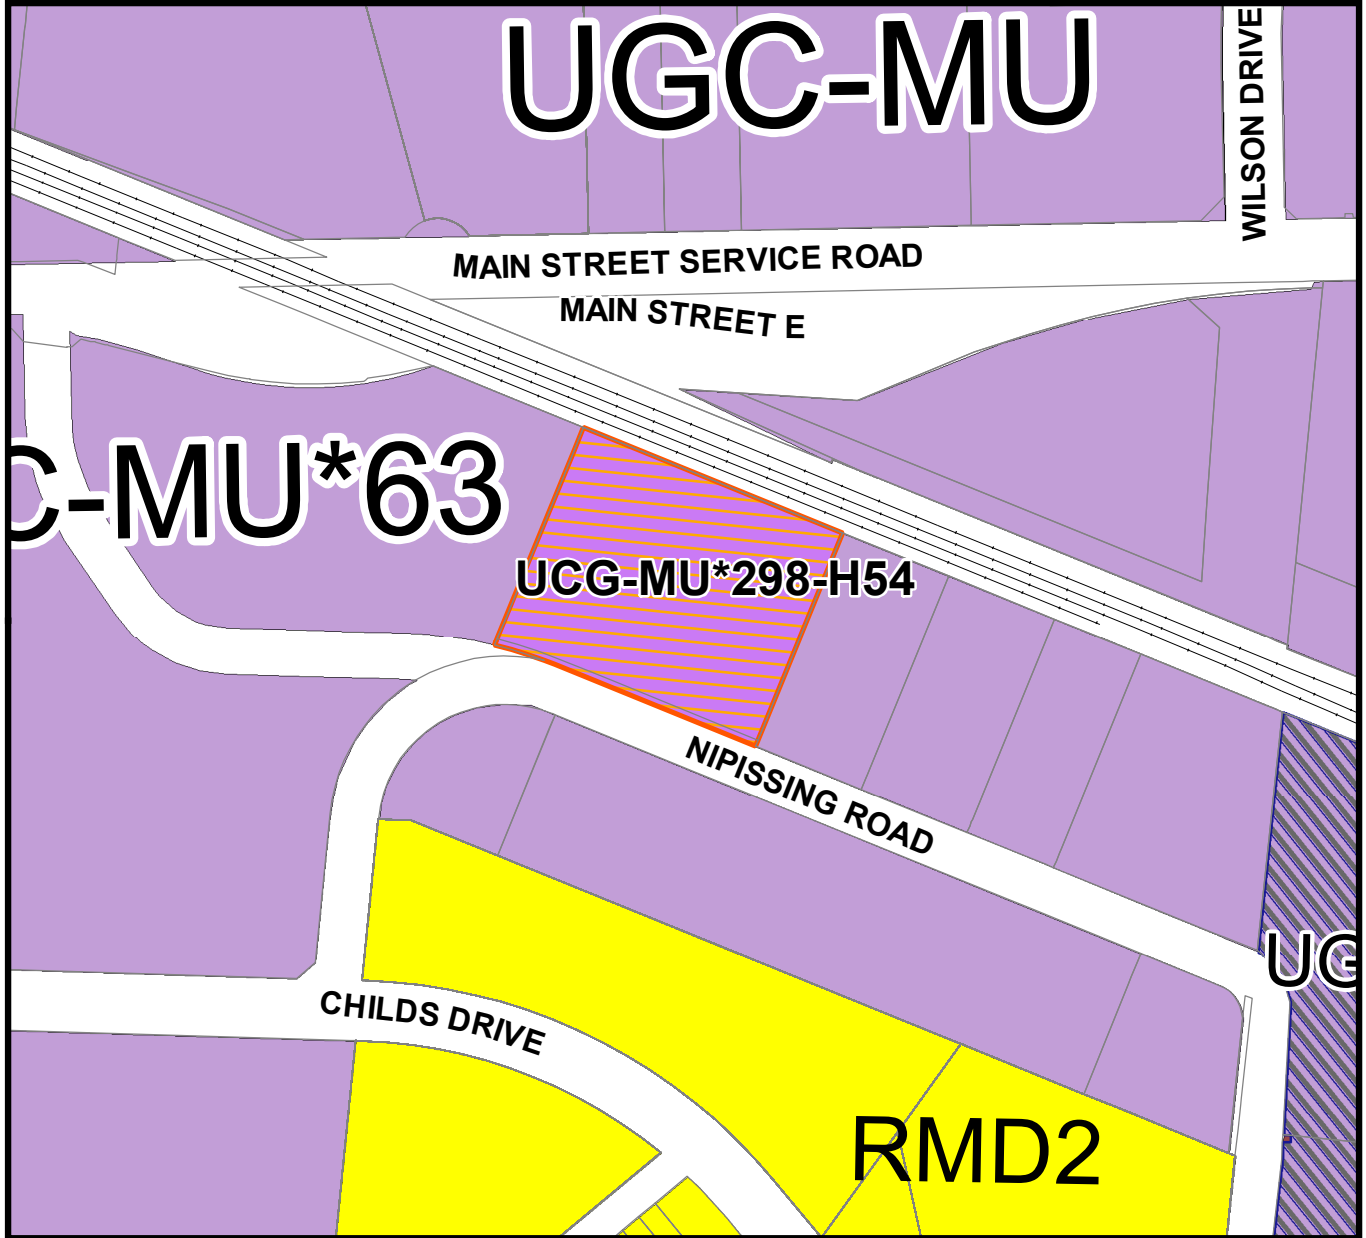 UGC-MU
WILSON DRIVE
MAIN STREET SERVICE ROAD
MAIN STREET E
C-MU*63
UCG-MU*298-H54
NIPISSING ROAD
UG
CHILDS DRIVE
RMD2